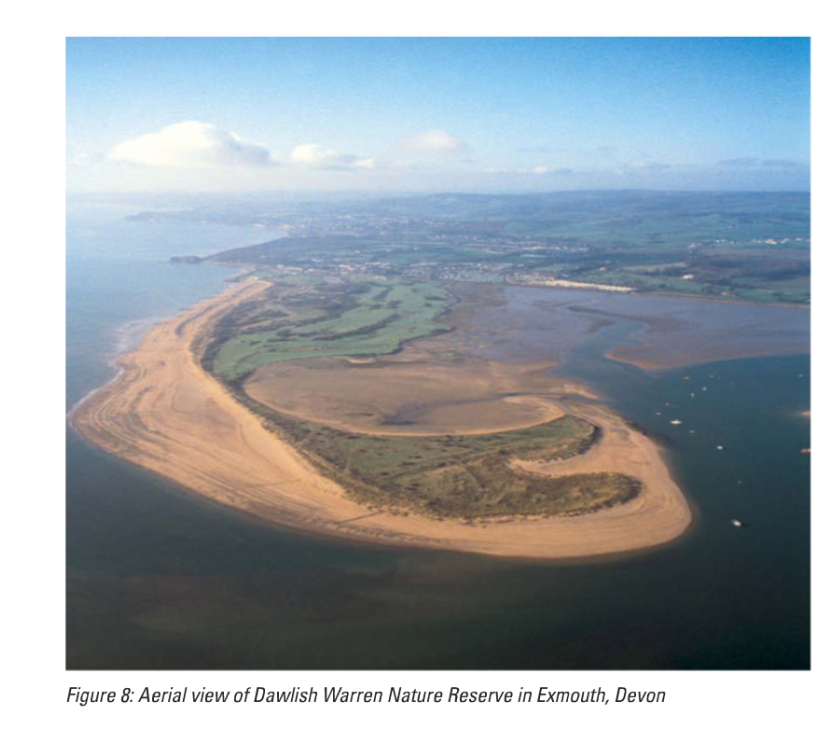 Figure 8: Aerial view of Dawlish Warren Nature Reserve in Exmouth, Devon